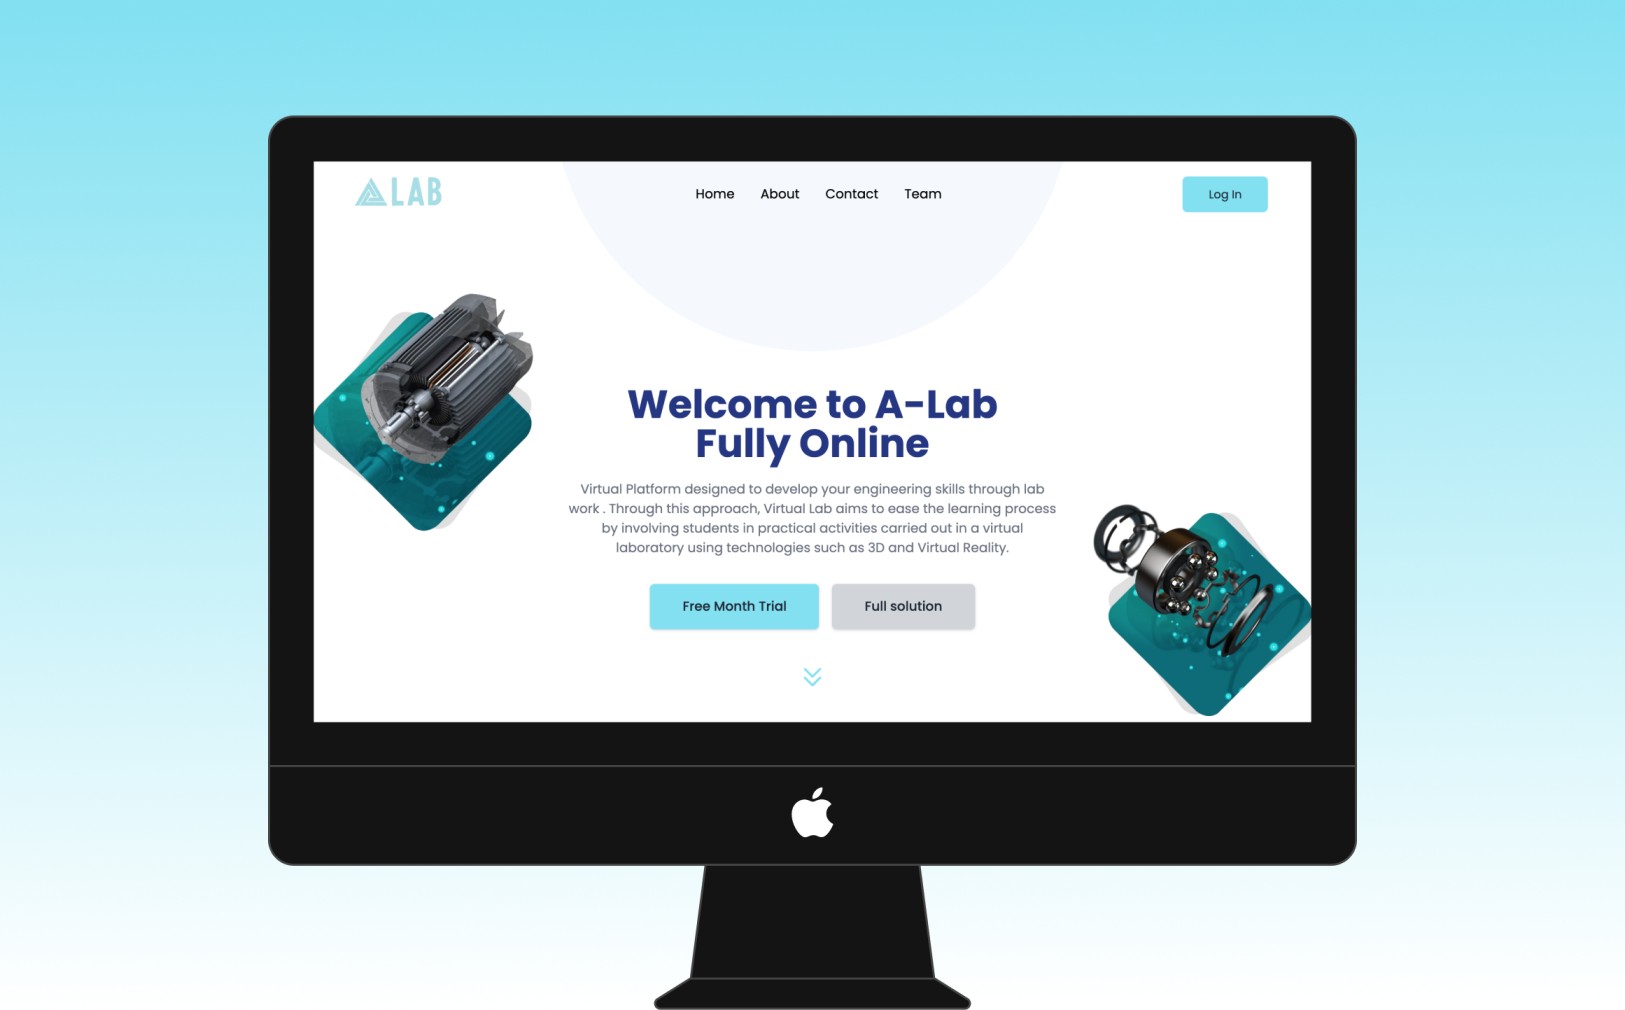 LAB
Home About Contact Team
Log In
Welcome to A-Lab
Fully Online
Virtual Platform designed to develop your engineering skills through lab
work . Through this approach, Virtual Lab aims to ease the learning process
by involving students in practical activities carried out in a virtual
laboratory using technologies such as 3D and Virtual Reality.
Free Month Trial
Full solution